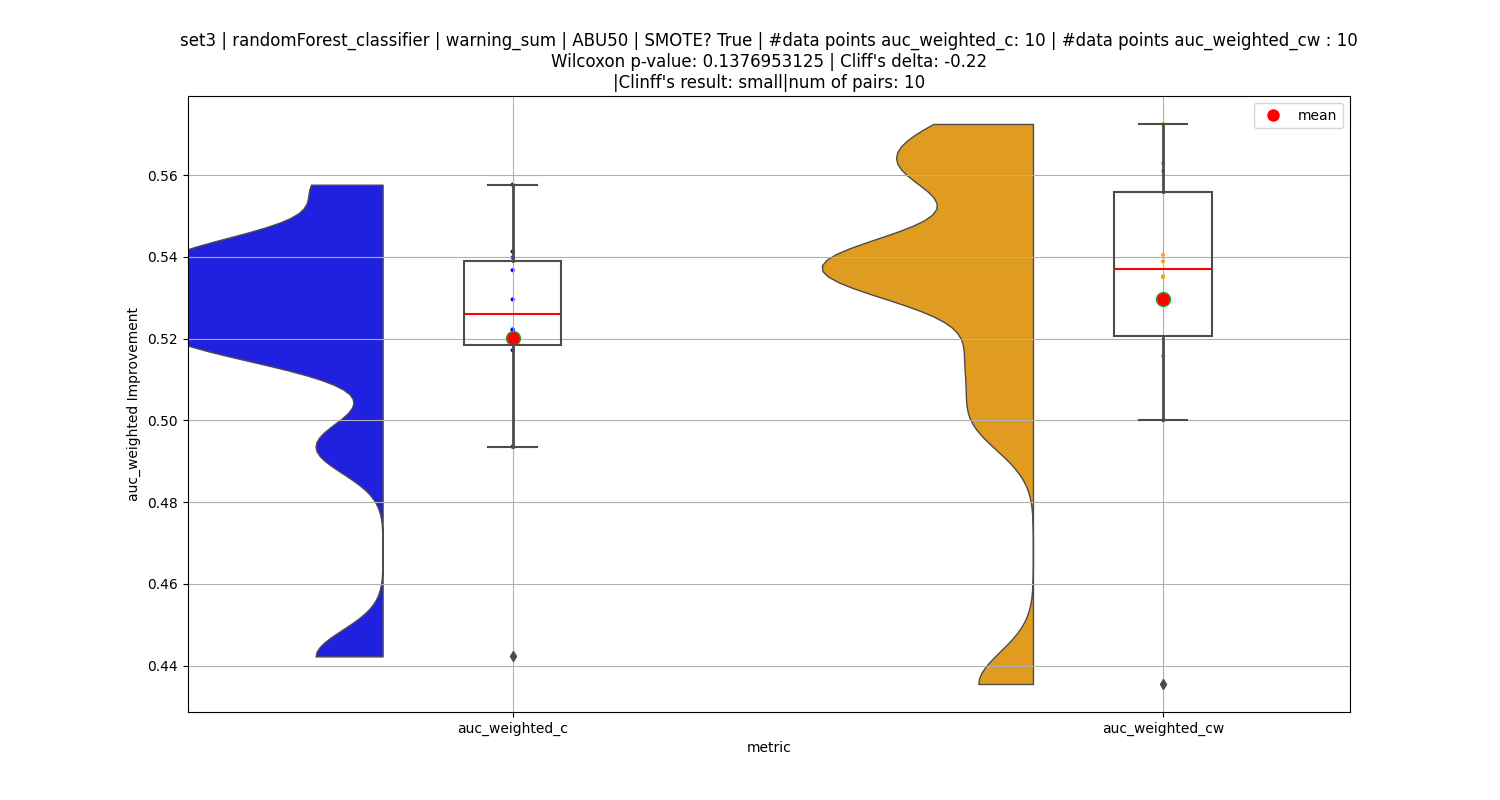 set3 | randomForest_classifier | warning_sum | ABU50 | SMOTE? True | #data points auc_weighted_c: 10 | #data points auc_weighted_cw : 10
Wilcoxon p-value: 0.1376953125 | Cliff's delta: -0.22
|Clinff's result: small|num of pairs: 10
mean
0.56
0.54
0.52
0.50
0.48
0.46
0.44
auc_weighted Improvement
auc_weighted_c
auc_weighted_cw
metric